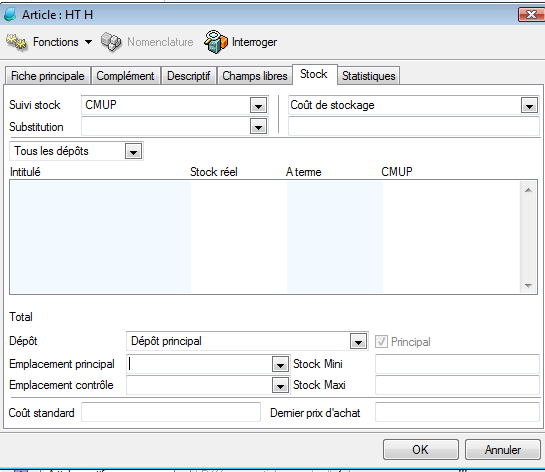 Article : HT H
Fonctions Nomenclature Interroger
Fiche principale Complément Descriptif Champs libres Stock Statistiques
Suivi stock CMUP Coût de stockage
Substitution
Tous les dépôts
Intitulé Stock réel A terme CMUP
Total
Dépôt Dépôt principal Principal
Emplacement principal Stock Mini
Emplacement contrôle Stock Maxi
Coût standard Dernier prix d'achat
OK Annuler